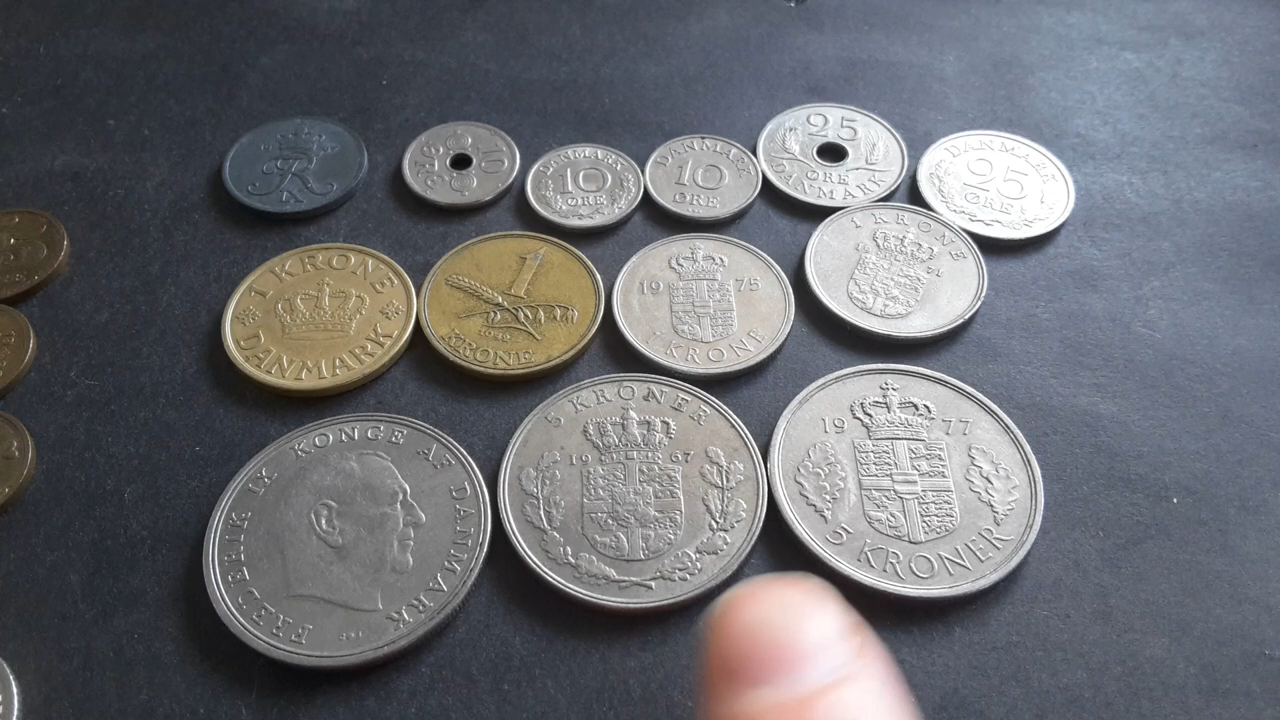 10
ØRE
DANMARK
10
ØRE
DANMARK
10
ØRE
25
ØRE
DANMARK
DANMARK
25
ØRE
1 KRONE
DANMARK
1
KRONE
19 75
1 KRONE
1 KRONE
71
FREDERIK IX KONGE AF DANMARK
5 KRONER
19 67
19 77
5 KRONER
5